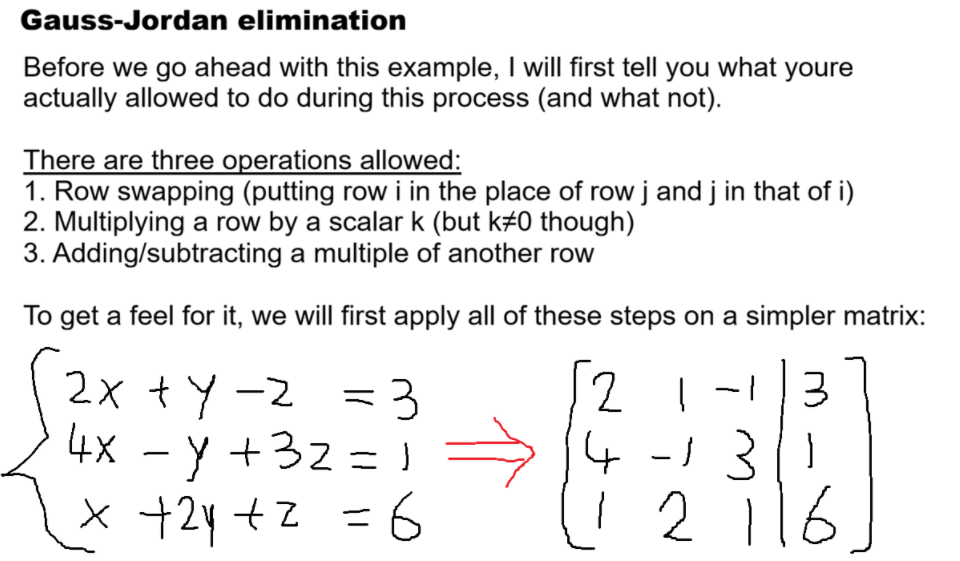 Gauss-Jordan elimination
Before we go ahead with this example, I will first tell you what youre
actually allowed to do during this process (and what not).
There are three operations allowed:
1. Row swapping (putting row i in the place of row j and j in that of i)
2. Multiplying a row by a scalar k (but k≠0 though)
3. Adding/subtracting a multiple of another row
To get a feel for it, we will first apply all of these steps on a simpler matrix:
2x + y - z = 3 ⇒ [2 1 -1 | 3]
4x - y + 3z = 1 [4 -1 3 | 1]
x + 2y + z = 6 [1 2 1 | 6]